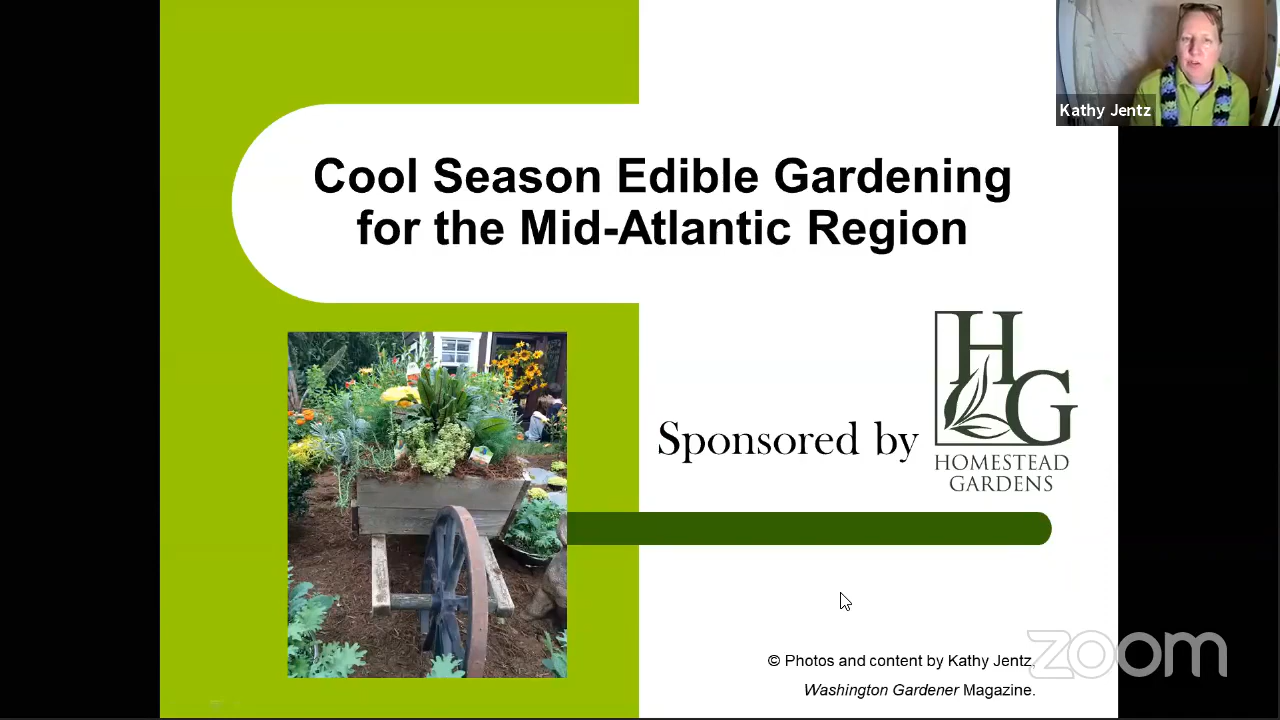 Kathy Jentz
Cool Season Edible Gardening
for the Mid-Atlantic Region
Sponsored by
HG
HOMESTEAD
GARDENS
© Photos and content by Kathy Jentz,
Washington Gardener Magazine.
zoom